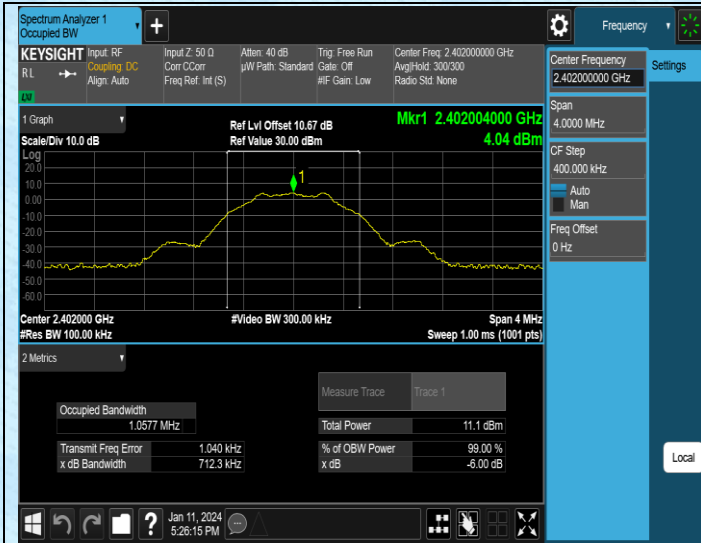 Spectrum Analyzer 1
Occupied BW
+
Frequency
KEYSIGHT
RL
LXI
Input: RF
Coupling: DC
Align: Auto
Input Z: 50 Ω
Corr CCorr
Freq Ref: Int (S)
Atten: 40 dB
µW Path: Standard
Trig: Free Run
Gate: Off
#IF Gain: Low
Center Freq: 2.402000000 GHz
Avg|Hold: 300/300
Radio Std: None
Center Frequency
2.402000000 GHz
Settings
Span
4.0000 MHz
CF Step
400.000 kHz
Auto
Man
Freq Offset
0 Hz
Local
1 Graph
Scale/Div 10.0 dB
Ref Lvl Offset 10.67 dB
Ref Value 30.00 dBm
Mkr1 2.402004000 GHz
4.04 dBm
Log
20.0
10.0
0.00
-10.0
-20.0
-30.0
-40.0
-50.0
-60.0
1
Center 2.402000 GHz
#Res BW 100.00 kHz
#Video BW 300.00 kHz
Span 4 MHz
Sweep 1.00 ms (1001 pts)
2 Metrics
Measure Trace
Trace 1
Occupied Bandwidth
1.0577 MHz
Total Power
11.1 dBm
Transmit Freq Error
1.040 kHz
% of OBW Power
99.00 %
x dB Bandwidth
712.3 kHz
x dB
-6.00 dB
?
Jan 11, 2024
5:26:15 PM